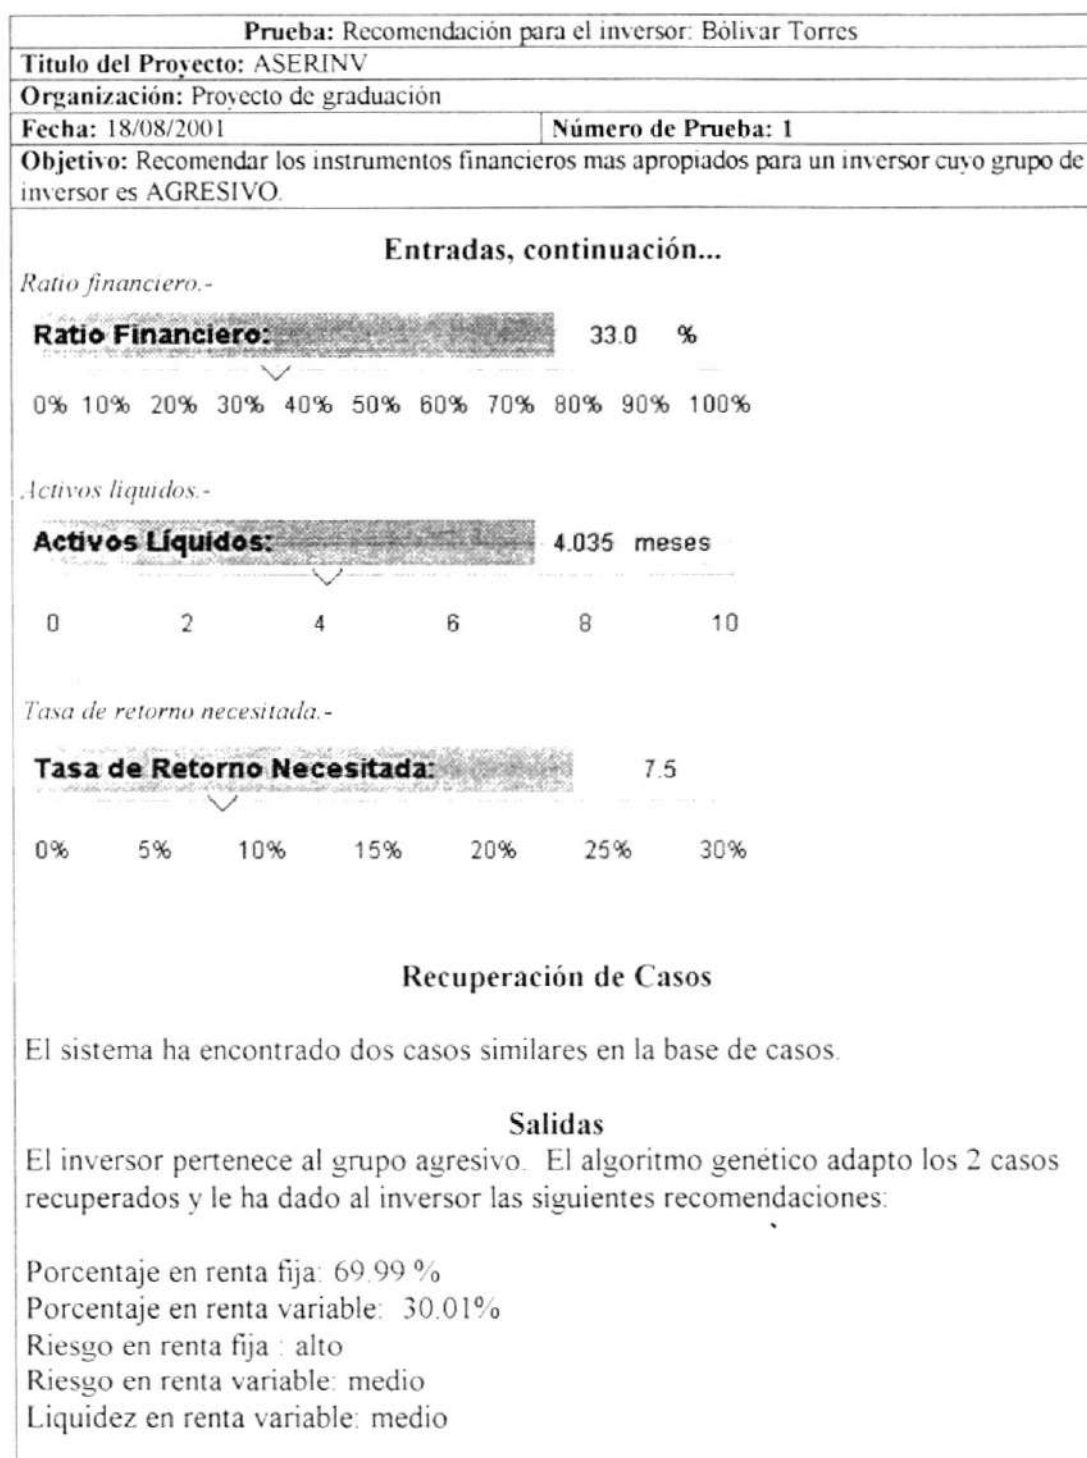 Prueba: Recomendación para el inversor: Bólivar Torres
Titulo del Proyecto: ASERINV
Organización: Proyecto de graduación
Fecha: 18/08/2001 Número de Prueba: 1
Objetivo: Recomendar los instrumentos financieros mas apropiados para un inversor cuyo grupo de
inversor es AGRESIVO.
Entradas, continuación...
Ratio financiero.-
Ratio Financiero: 33.0 %
0% 10% 20% 30% 40% 50% 60% 70% 80% 90% 100%
Activos liquidos.-
Activos Líquidos: 4.035 meses
0 2 4 6 8 10
Tasa de retorno necesitada.-
Tasa de Retorno Necesitada: 7.5
0% 5% 10% 15% 20% 25% 30%
Recuperación de Casos
El sistema ha encontrado dos casos similares en la base de casos.
Salidas
El inversor pertenece al grupo agresivo. El algoritmo genético adapto los 2 casos
recuperados y le ha dado al inversor las siguientes recomendaciones:
Porcentaje en renta fija: 69.99 %
Porcentaje en renta variable: 30.01%
Riesgo en renta fija : alto
Riesgo en renta variable: medio
Liquidez en renta variable: medio